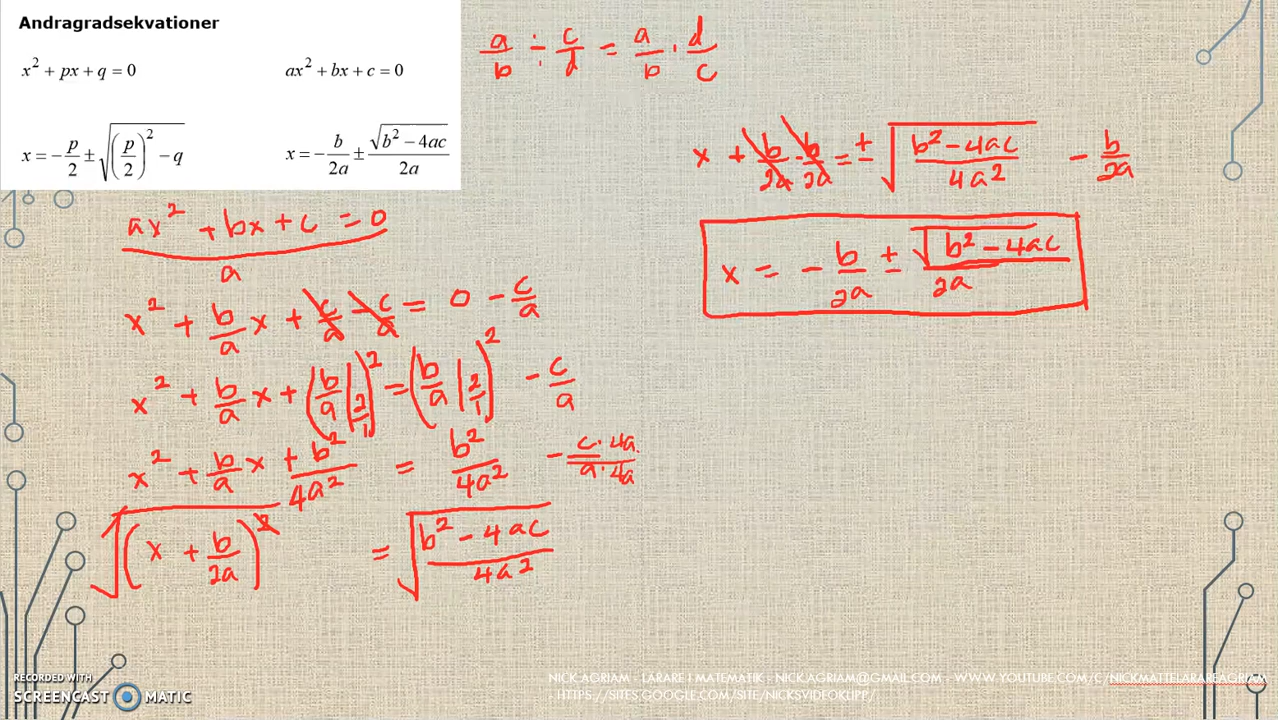 Andragradsekvationer
x² + px + q = 0
ax² + bx + c = 0
x = -p/2 ± √((p/2)² - q)
x = -b/2a ± √(b² - 4ac)/2a
a/b ÷ c/d = a/b · d/c
ax² + bx + c = 0
a
x² + b/a x + c/a - c/a = 0 - c/a
x² + b/a x + (b/a | 2/1)² = (b/a | 2/1)² - c/a
x² + b/a x + b²/4a² = b²/4a² - c·4a/a·4a
√(x + b/2a)² = √(b² - 4ac)/4a²
x + b/2a - b/2a = ± √(b² - 4ac)/4a² - b/2a
x = - b/2a ± √(b² - 4ac)/2a
RECORDED WITH
SCREENCAST MATIC
NICK AGRIAM - LÄRARE I MATEMATIK - NICK.AGRIAM@GMAIL.COM - WWW.YOUTUBE.COM/C/NICKMATTELARAREAGRIAM
- HTTPS://SITES.GOOGLE.COM/SITE/NICKSVIDEOKLIPP/